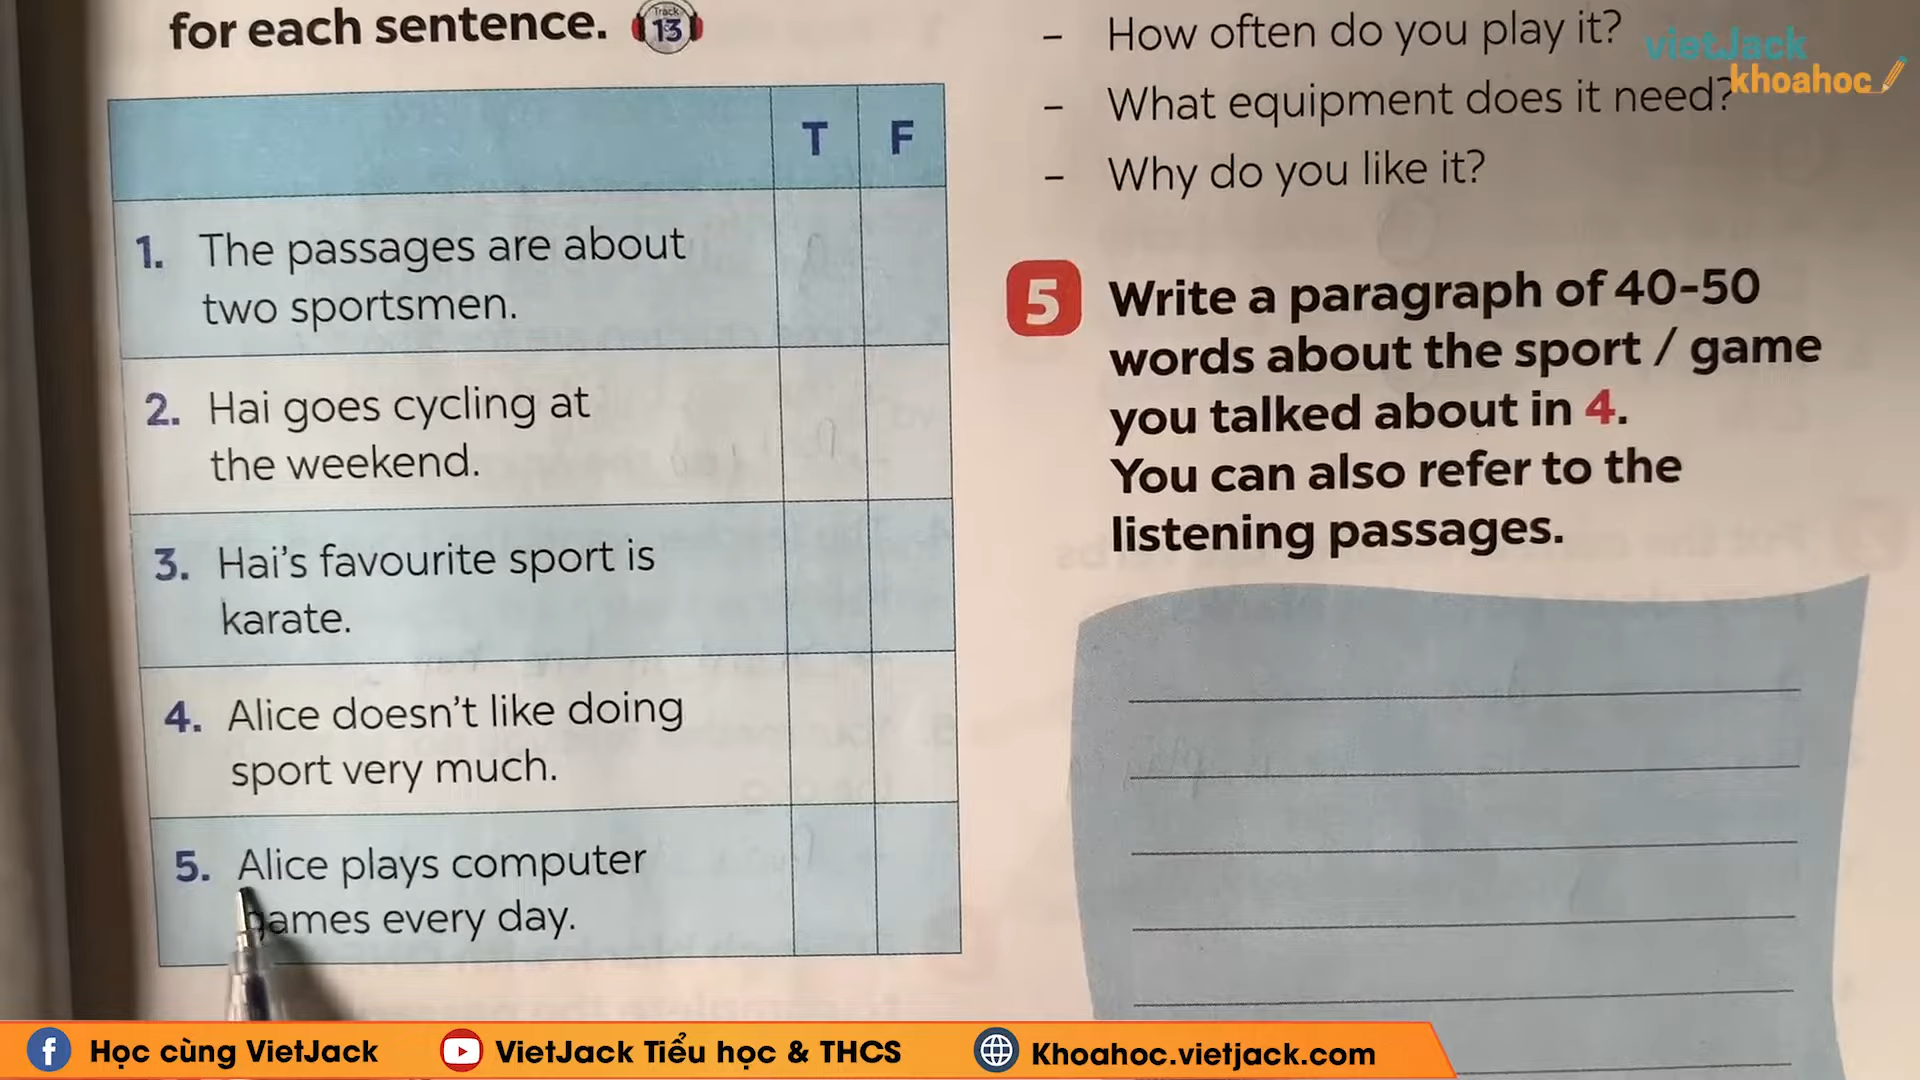 for each sentence.
Track
13
T F
1. The passages are about
two sportsmen.
2. Hai goes cycling at
the weekend.
3. Hai's favourite sport is
karate.
4. Alice doesn't like doing
sport very much.
5. Alice plays computer
games every day.
– How often do you play it?
– What equipment does it need?
– Why do you like it?
5 Write a paragraph of 40-50
words about the sport / game
you talked about in 4.
You can also refer to the
listening passages.
vietJack
khoahoc
Học cùng VietJack
VietJack Tiểu học & THCS
Khoahoc.vietjack.com